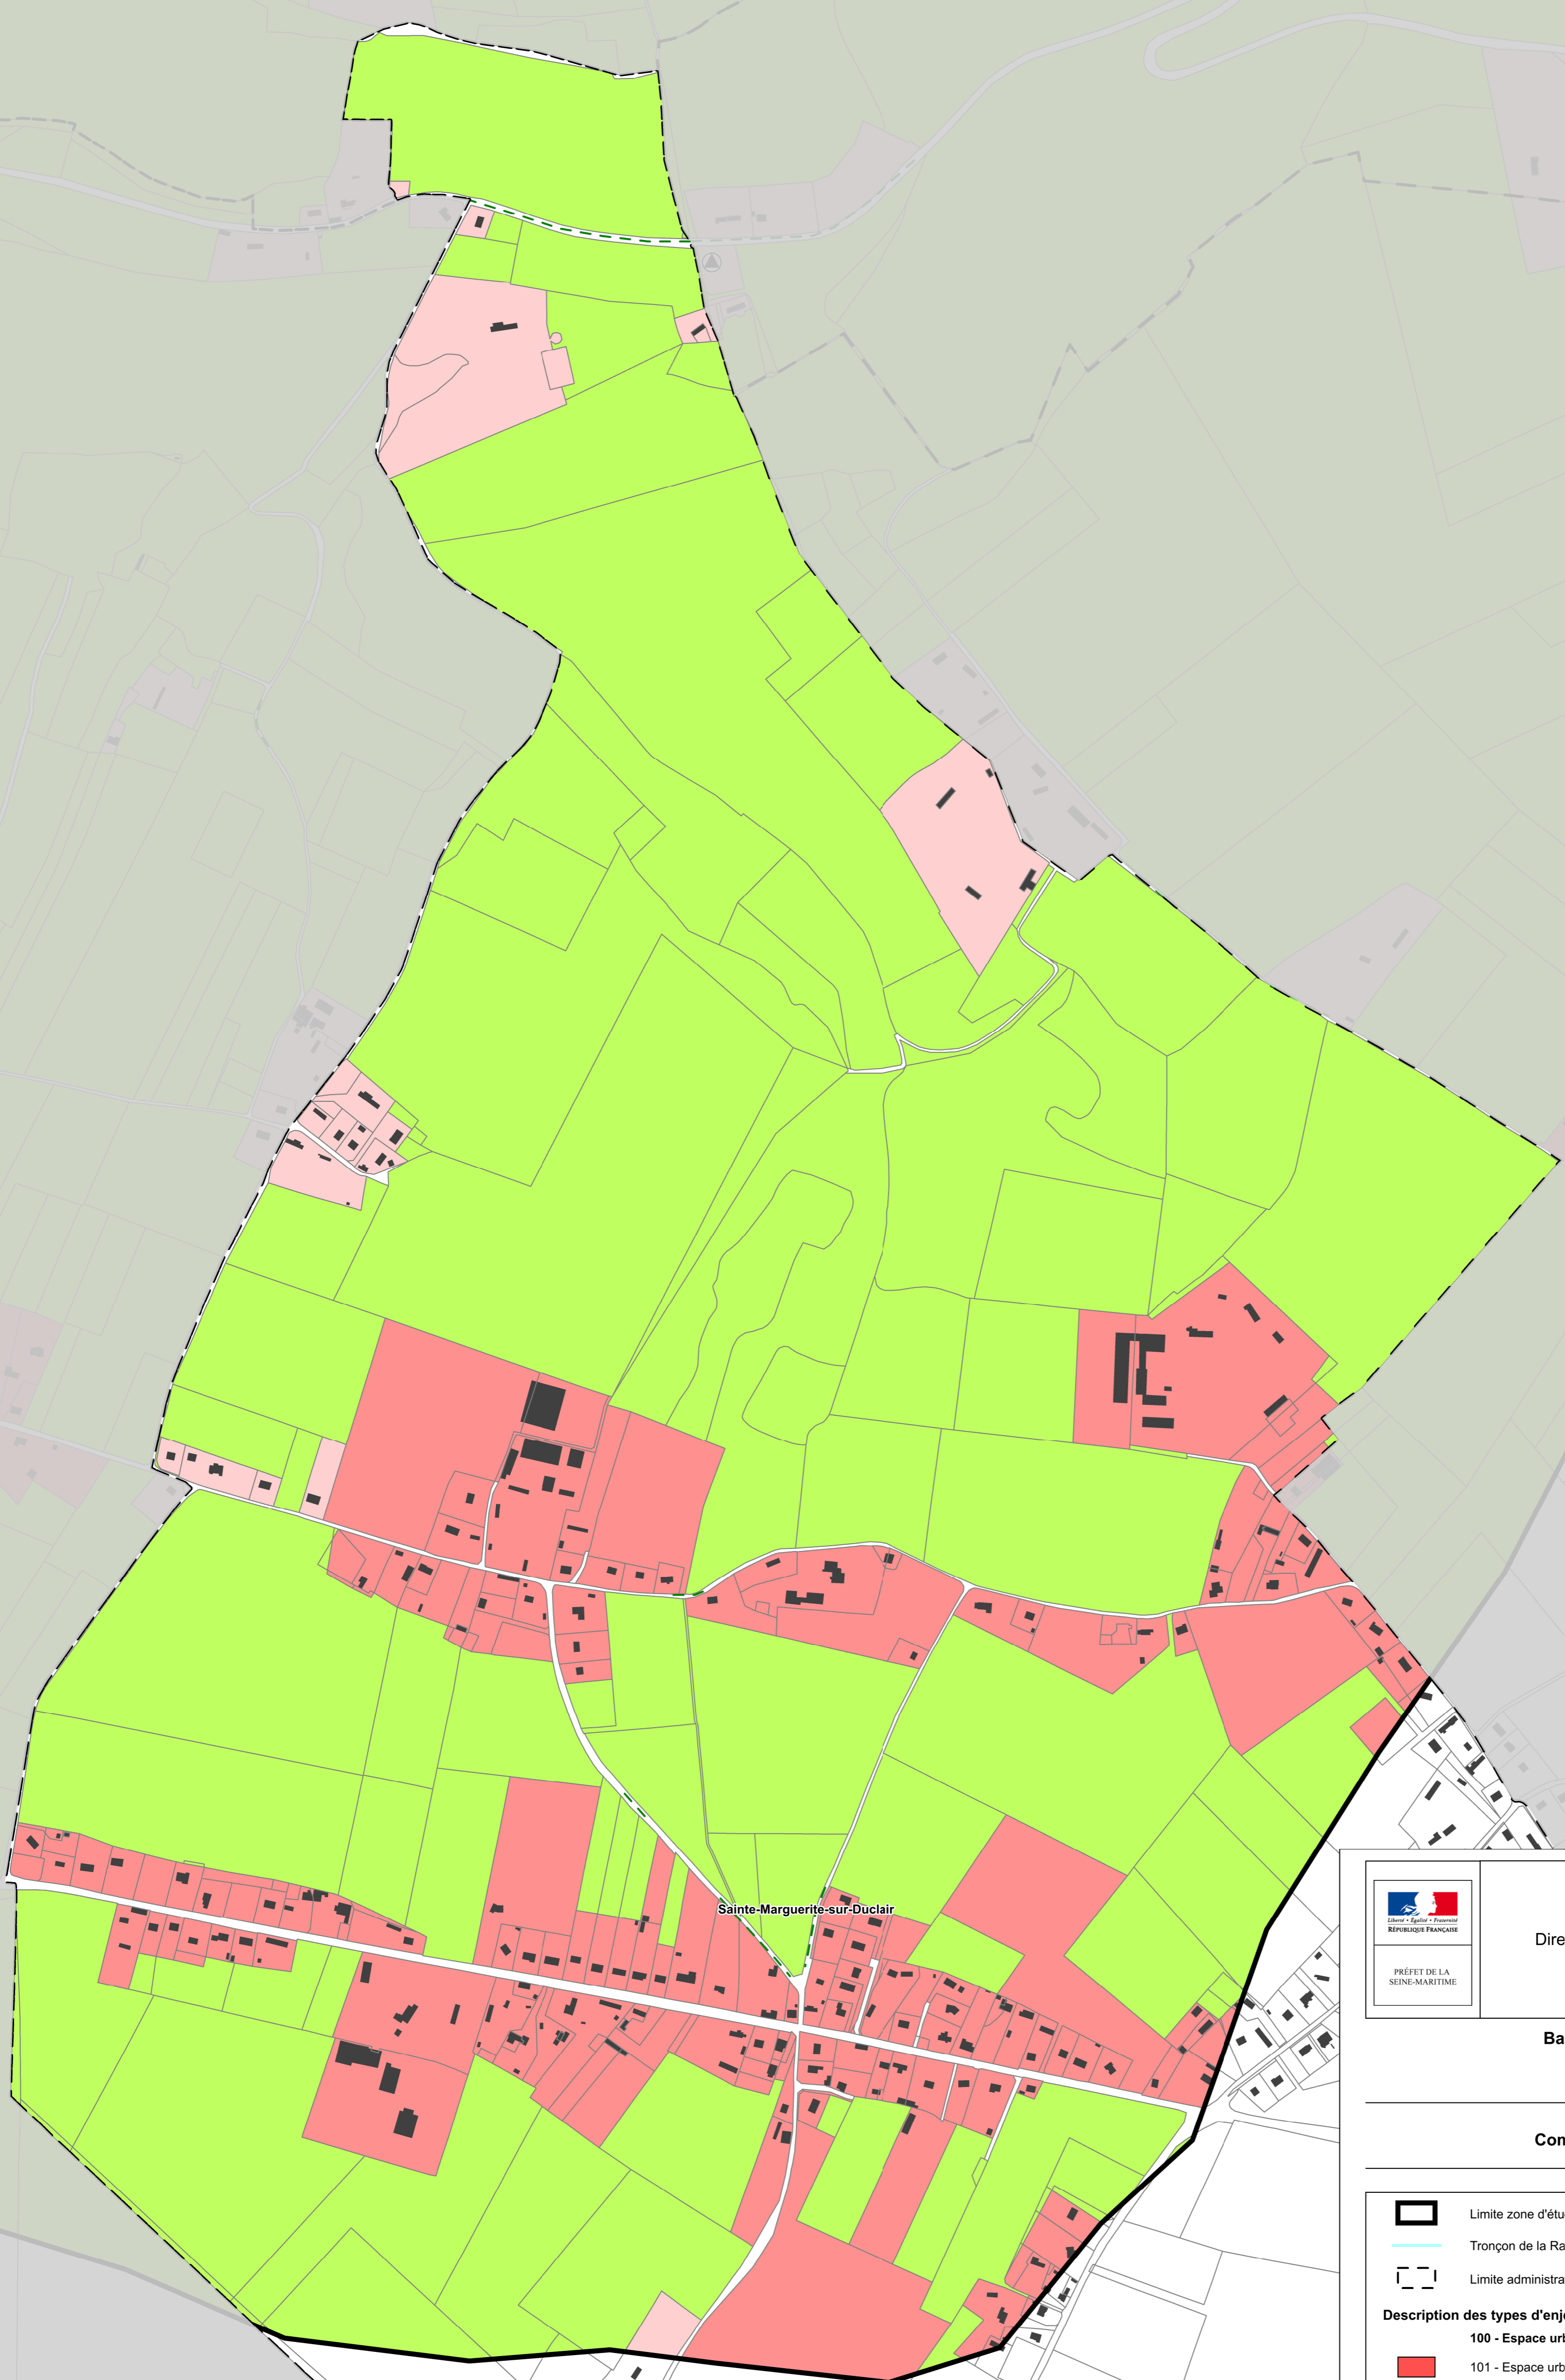 Sainte-Marguerite-sur-Duclair
Liberté • Égalité • Fraternité
RÉPUBLIQUE FRANÇAISE
PRÉFET DE LA
SEINE-MARITIME
Dire
Ba
Con
Limite zone d'étu
Tronçon de la Ra
Limite administra
Description des types d'enj
100 - Espace urb
101 - Espace urb